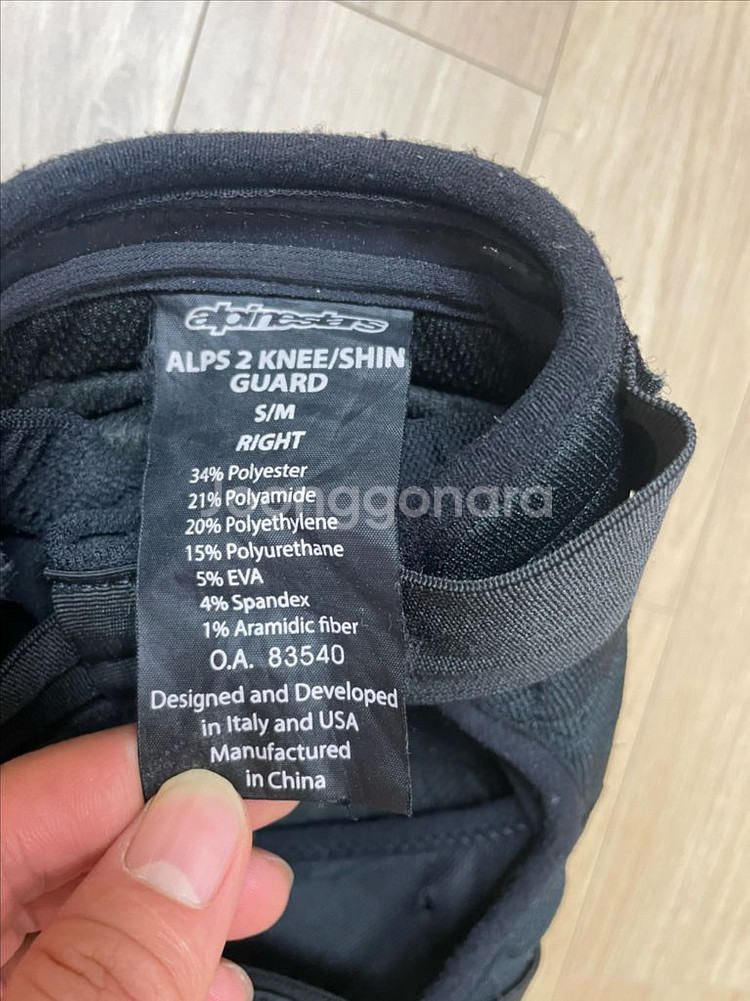 alpinestars
ALPS 2 KNEE/SHIN
GUARD
S/M
RIGHT
34% Polyester
21% Polyamide
20% Polyethylene
15% Polyurethane
5% EVA
4% Spandex
1% Aramidic fiber
O.A. 83540
Designed and Developed
in Italy and USA
Manufactured
in China